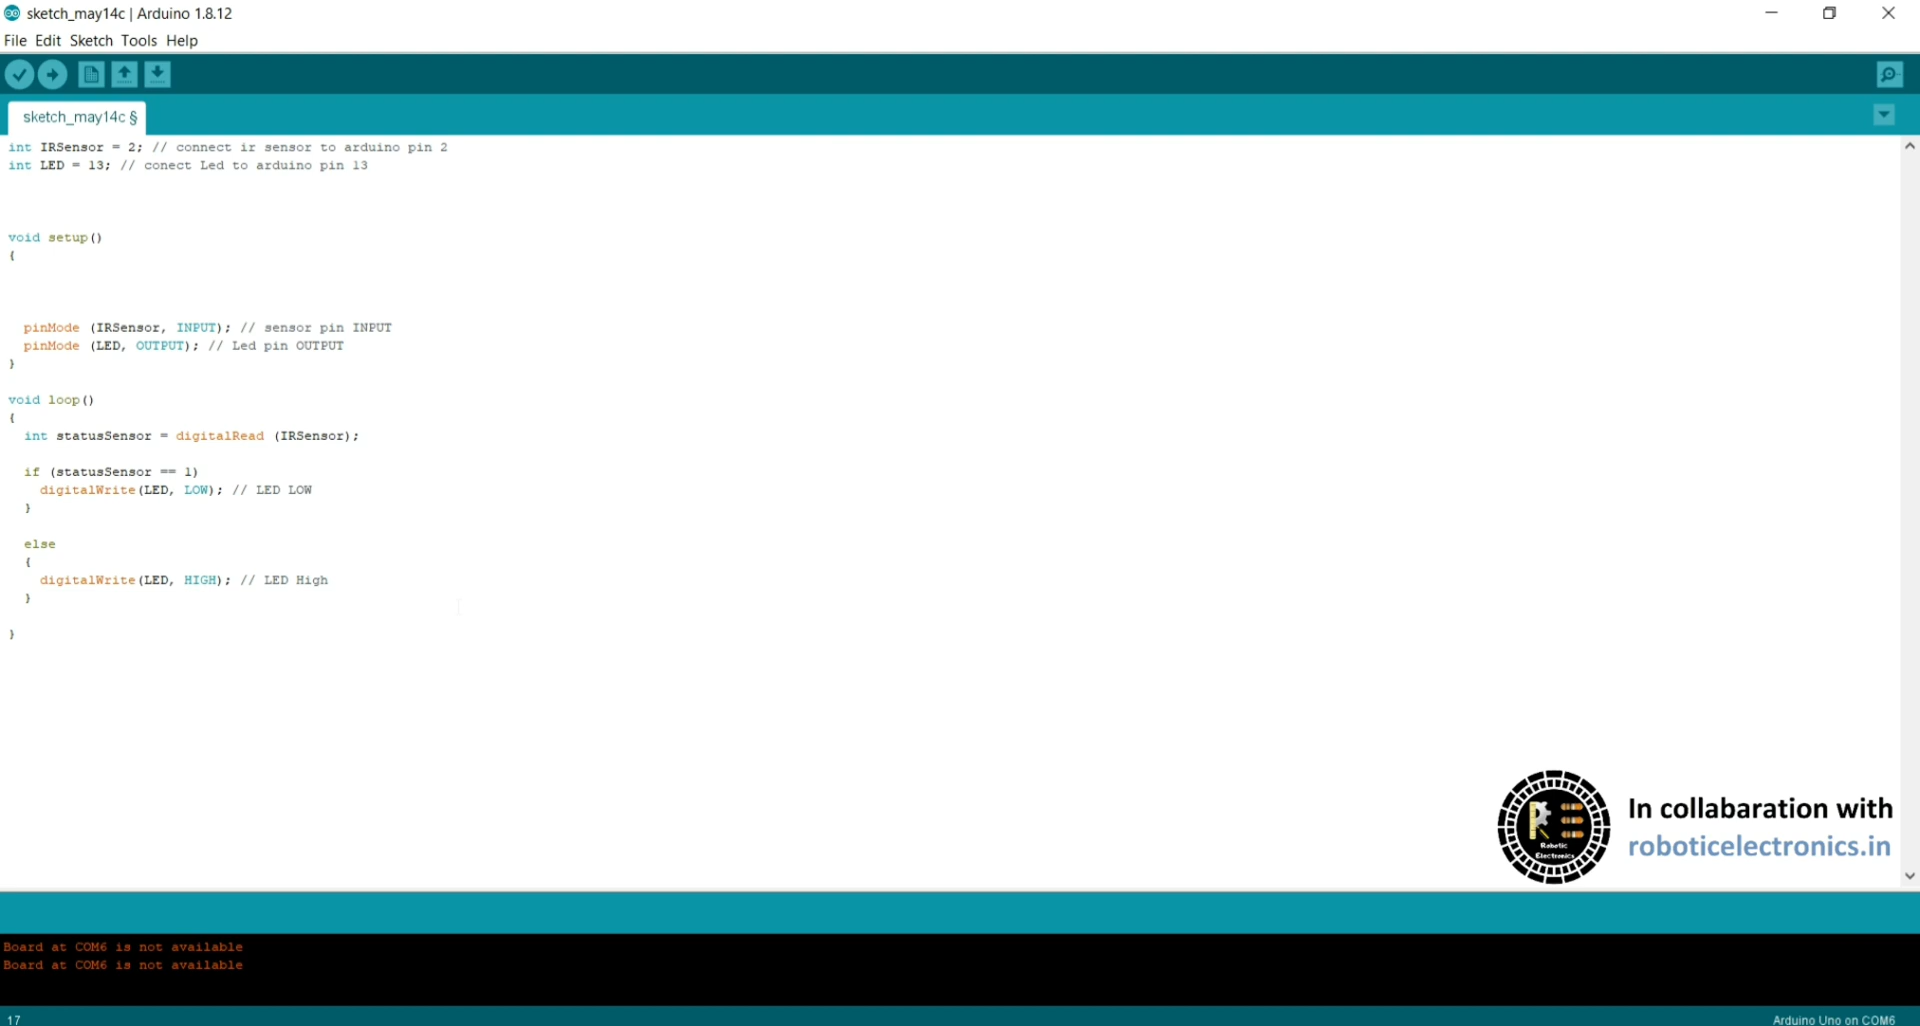 sketch_may14c | Arduino 1.8.12
File Edit Sketch Tools Help
sketch_may14c §
int IRSensor = 2; // connect ir sensor to arduino pin 2
int LED = 13; // conect Led to arduino pin 13
void setup()
{
pinMode (IRSensor, INPUT); // sensor pin INPUT
pinMode (LED, OUTPUT); // Led pin OUTPUT
}
void loop()
{
int statusSensor = digitalRead (IRSensor);
if (statusSensor == 1)
digitalWrite(LED, LOW); // LED LOW
}
else
{
digitalWrite(LED, HIGH); // LED High
}
}
Robotic
Electronics
In collabaration with
roboticelectronics.in
Board at COM6 is not available
Board at COM6 is not available
17
Arduino Uno on COM6